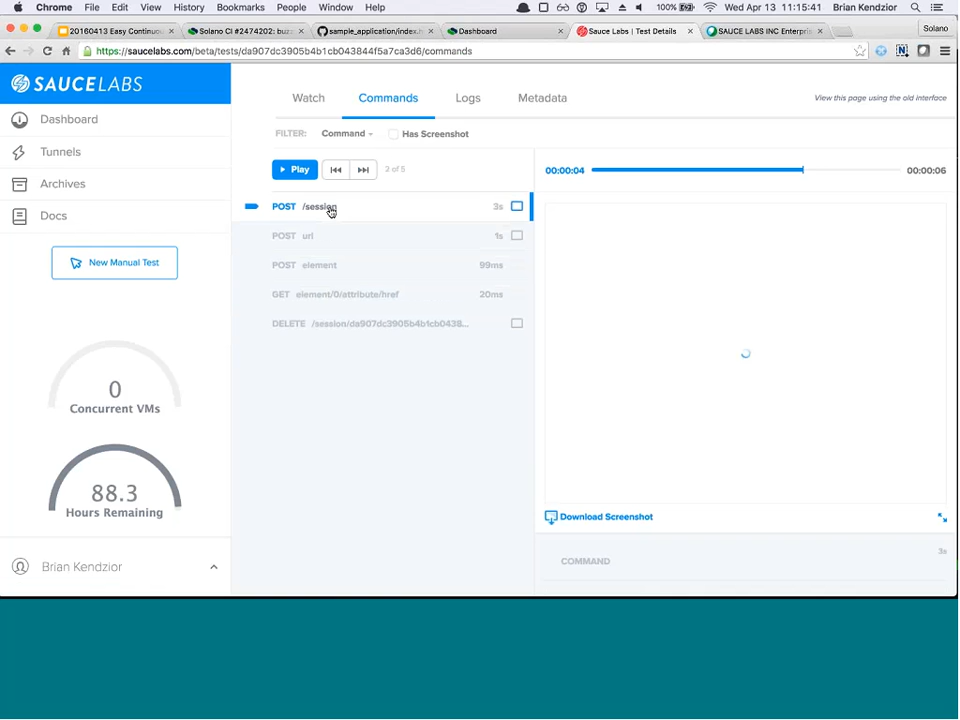 Chrome File Edit View History Bookmarks People Window Help 100% Wed Apr 13 11:15:41 Brian Kendzior
20160413 Easy Continuou × Solano CI #2474202: buzz × sample_application/index.h × Dashboard × Sauce Labs | Test Details × SAUCE LABS INC Enterpris × Solano
https://saucelabs.com/beta/tests/da907dc3905b4b1cb043844f5a7ca3d6/commands
SAUCELABS
Dashboard
Tunnels
Archives
Docs
New Manual Test
0
Concurrent VMs
88.3
Hours Remaining
Brian Kendzior
Watch Commands Logs Metadata View this page using the old interface
FILTER: Command Has Screenshot
Play 2 of 5
POST /session 3s
POST url 1s
POST element 99ms
GET element/0/attribute/href 20ms
DELETE /session/da907dc3905b4b1cb0438...
00:00:04 00:00:06
Download Screenshot
COMMAND 3s